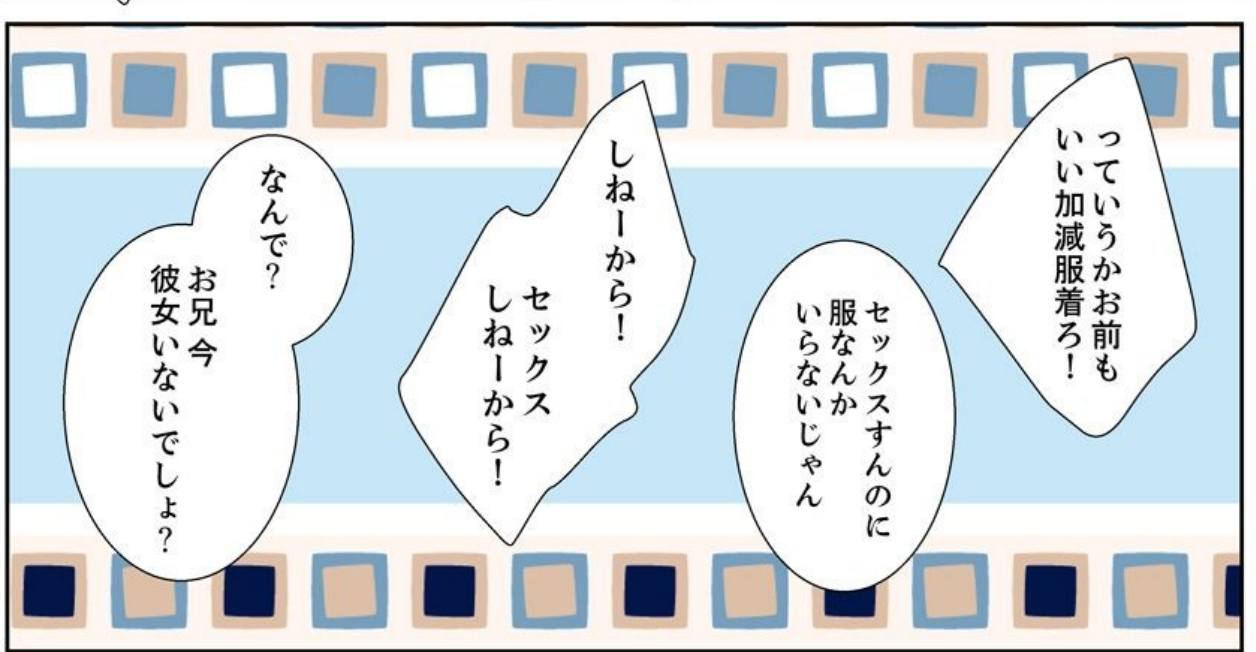 っていうかお前も
いい加減服着ろ！
セックスすんのに
服なんか
いらないじゃん
しねーから！
セックス
しねーから！
なんで？
お兄今
彼女いないでしょ？